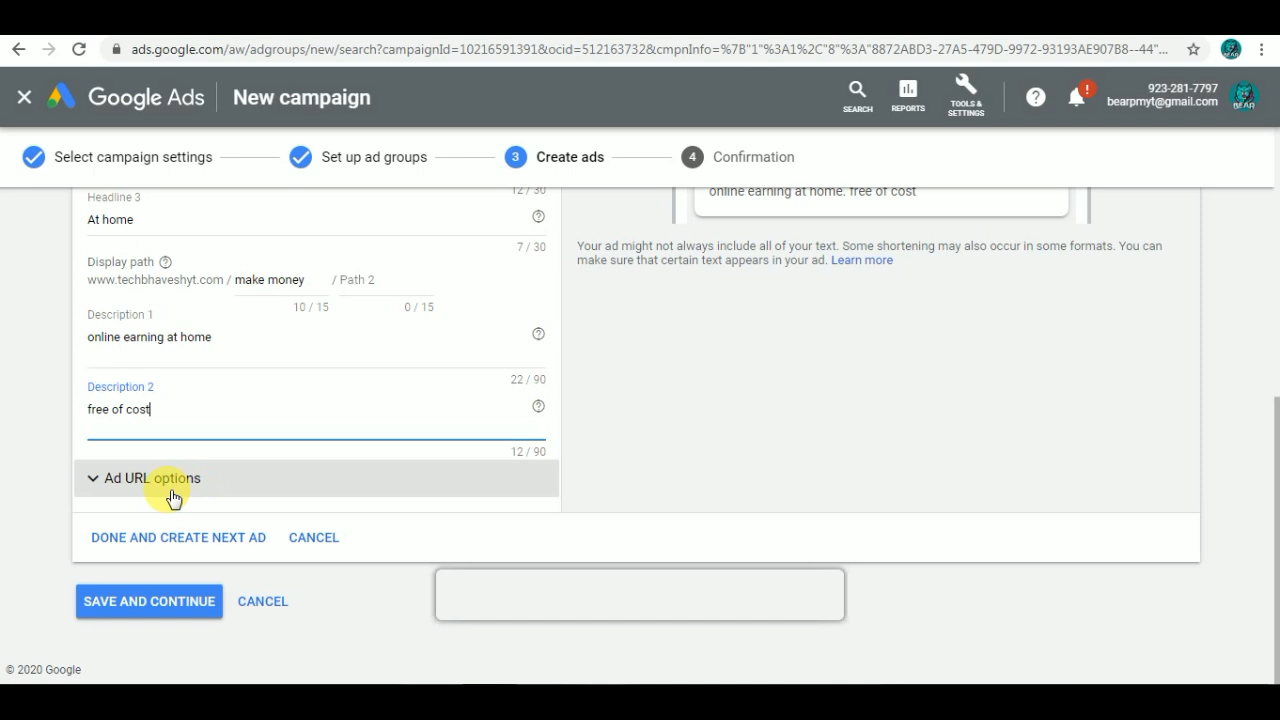 ads.google.com/aw/adgroups/new/search?campaignId=10216591391&ocid=512163732&cmpnInfo=%7B"1"%3A1%2C"8"%3A"8872ABD3-27A5-479D-9972-93193AE907B8--44"...
Google Ads New campaign
SEARCH
REPORTS
TOOLS & SETTINGS
923-281-7797
bearpmyt@gmail.com
BEAR
Select campaign settings
Set up ad groups
3 Create ads
4 Confirmation
12 / 30
Headline 3
At home
7 / 30
Display path
www.techbhaveshyt.com / make money / Path 2
10 / 15 0 / 15
Description 1
online earning at home
22 / 90
Description 2
free of cost
12 / 90
Ad URL options
online earning at home. free of cost
Your ad might not always include all of your text. Some shortening may also occur in some formats. You can
make sure that certain text appears in your ad. Learn more
DONE AND CREATE NEXT AD CANCEL
SAVE AND CONTINUE CANCEL
© 2020 Google